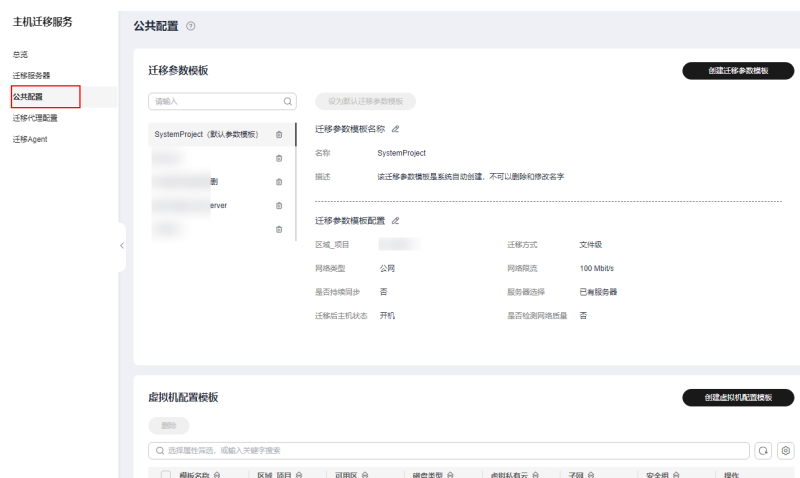 主机迁移服务
总览
迁移服务器
公共配置
迁移代理配置
迁移Agent
公共配置
迁移参数模板
创建迁移参数模板
请输入
设为默认迁移参数模板
SystemProject（默认参数模板）
erver
迁移参数模板名称
名称 SystemProject
描述 该迁移参数模板是系统自动创建，不可以删除和修改名字
迁移参数模板配置
区域_项目
迁移方式 文件级
网络类型 公网
网络限流 100 Mbit/s
是否持续同步 否
服务器选择 已有服务器
迁移后主机状态 开机
是否检测网络质量 否
虚拟机配置模板
创建虚拟机配置模板
删除
选择属性筛选，或输入关键字搜索
模板名称 区域_项目 可用区 磁盘类型 虚拟私有云 子网 安全组 操作